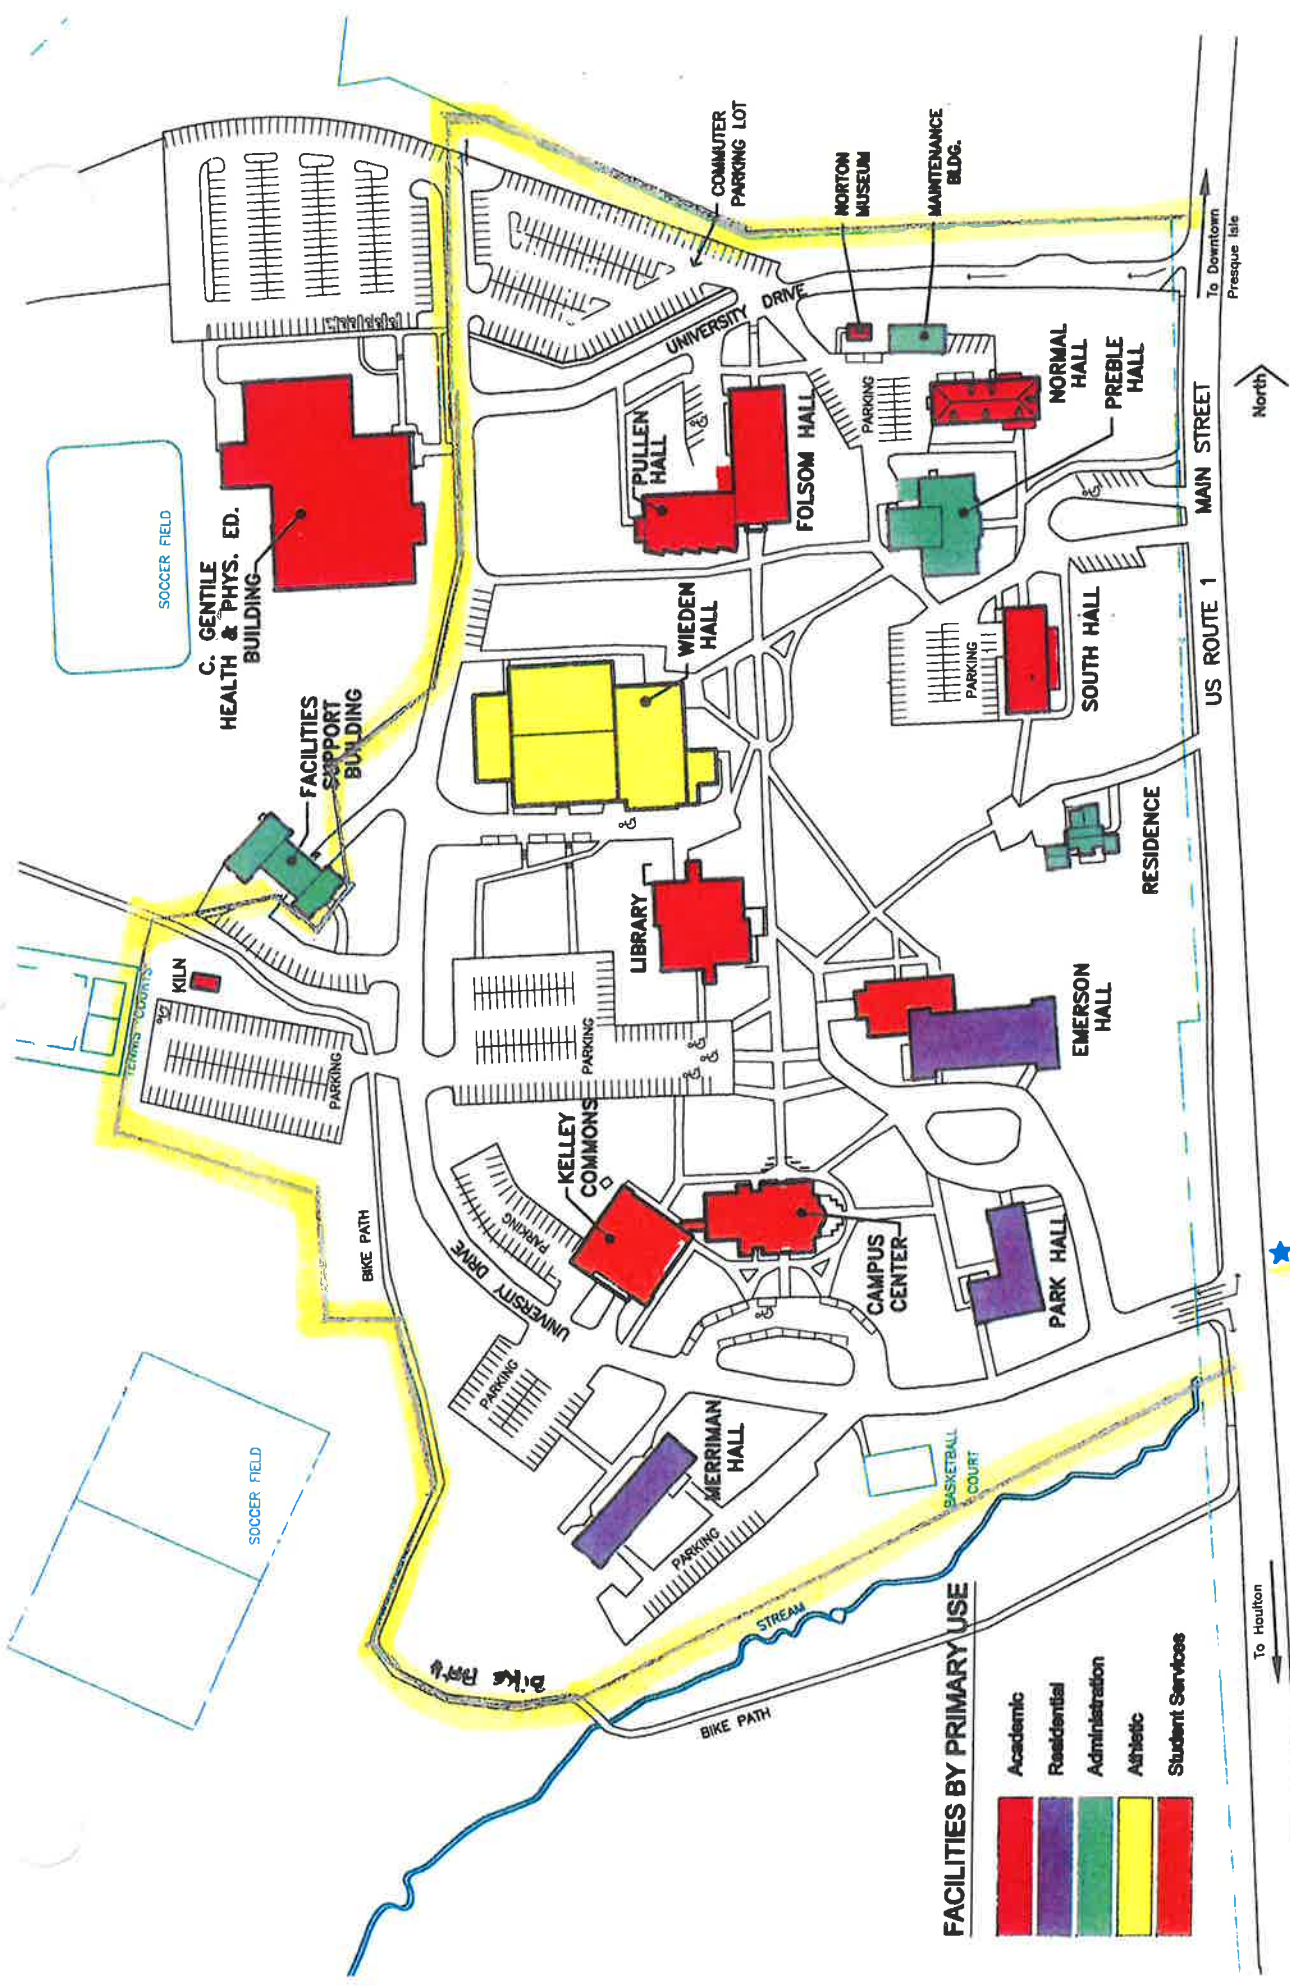 SOCCER FIELD
C. GENTILE
HEALTH & PHYS. ED.
BUILDING
FACILITIES
SUPPORT
BUILDING
TENNIS COURTS
KILN
PARKING
BIKE PATH
SOCCER FIELD
BIKE PATH
COMMUTER
PARKING LOT
NORTON
MUSEUM
MAINTENANCE
BLDG.
UNIVERSITY DRIVE
PULLEN
HALL
FOLSOM HALL
PARKING
NORMAL
HALL
PREBLE
HALL
WIEDEN
HALL
PARKING
SOUTH HALL
LIBRARY
RESIDENCE
PARKING
EMERSON
HALL
KELLEY
COMMONS
PARKING
UNIVERSITY DRIVE
CAMPUS
CENTER
PARK HALL
PARKING
MERRIMAN
HALL
PARKING
BASKETBALL
COURT
STREAM
BIKE PATH
To Downtown
Presque Isle
North
US ROUTE 1 MAIN STREET
To Houlton
FACILITIES BY PRIMARY USE
Academic
Residential
Administration
Athletic
Student Services